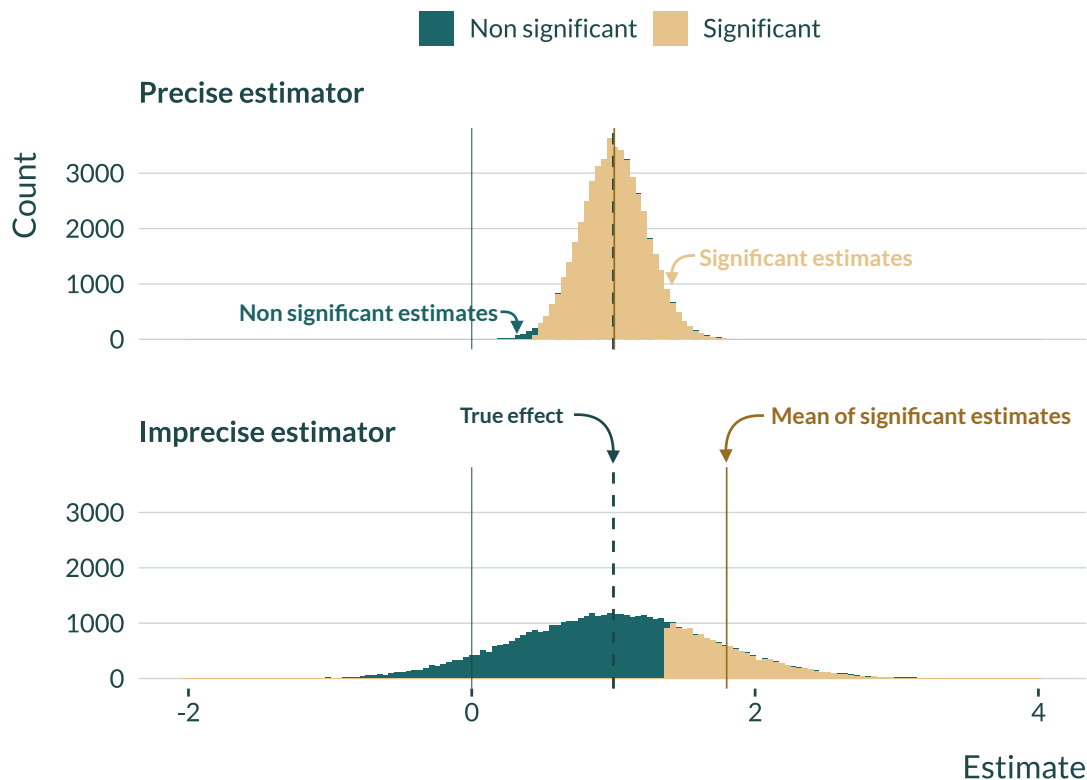 Non significant Significant
Precise estimator
Count
3000
2000
1000
0
Significant estimates
Non significant estimates
True effect
Mean of significant estimates
Imprecise estimator
3000
2000
1000
0
-2 0 2 4
Estimate